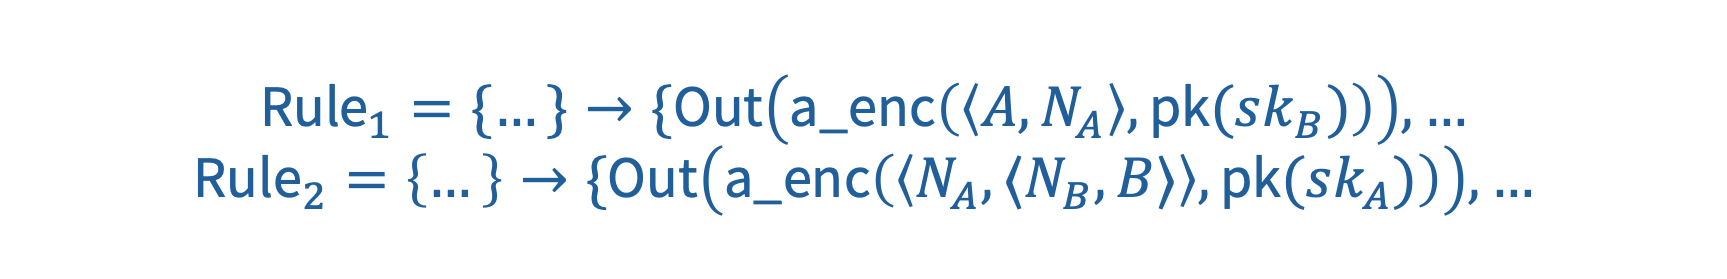 Rule₁ = {…} → {Out(a_enc(⟨A, N_A⟩, pk(sk_B))), …
Rule₂ = {…} → {Out(a_enc(⟨N_A, ⟨N_B, B⟩⟩, pk(sk_A))), …